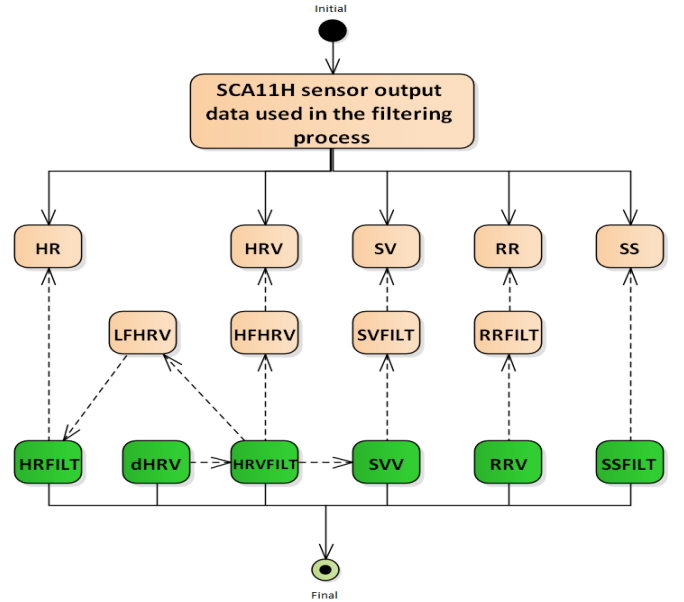 Initial
SCA11H sensor output
data used in the filtering
process
HR
HRV
SV
RR
SS
LFHRV
HFHRV
SVFILT
RRFILT
HRFILT
dHRV
HRVFILT
SVV
RRV
SSFILT
Final